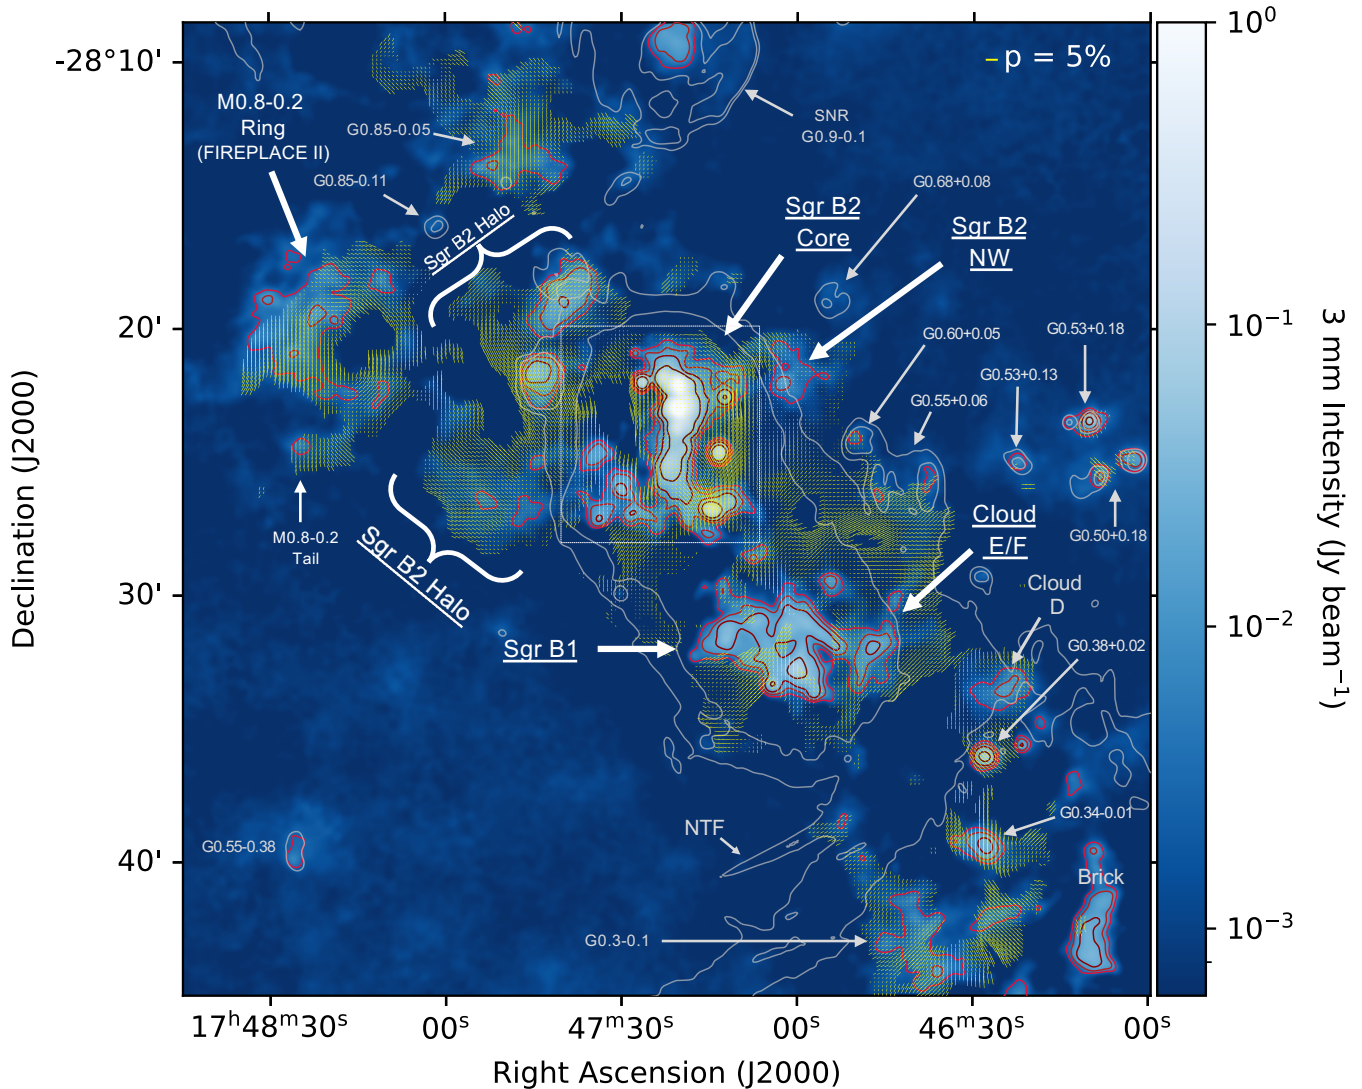 -28°10'
20'
30'
40'
Declination (J2000)
17ʰ48ᵐ30ˢ
00ˢ
47ᵐ30ˢ
00ˢ
46ᵐ30ˢ
00ˢ
Right Ascension (J2000)
p = 5%
M0.8-0.2
Ring
(FIREPLACE II)
G0.85-0.05
G0.85-0.11
SNR
G0.9-0.1
Sgr B2 Halo
Sgr B2
Core
G0.68+0.08
Sgr B2
NW
G0.60+0.05
G0.53+0.18
G0.53+0.13
G0.55+0.06
M0.8-0.2
Tail
Sgr B2 Halo
Cloud
E/F
G0.50+0.18
Cloud
D
Sgr B1
G0.38+0.02
G0.34-0.01
NTF
G0.55-0.38
Brick
G0.3-0.1
10⁰
10⁻¹
10⁻²
10⁻³
3 mm Intensity (Jy beam⁻¹)